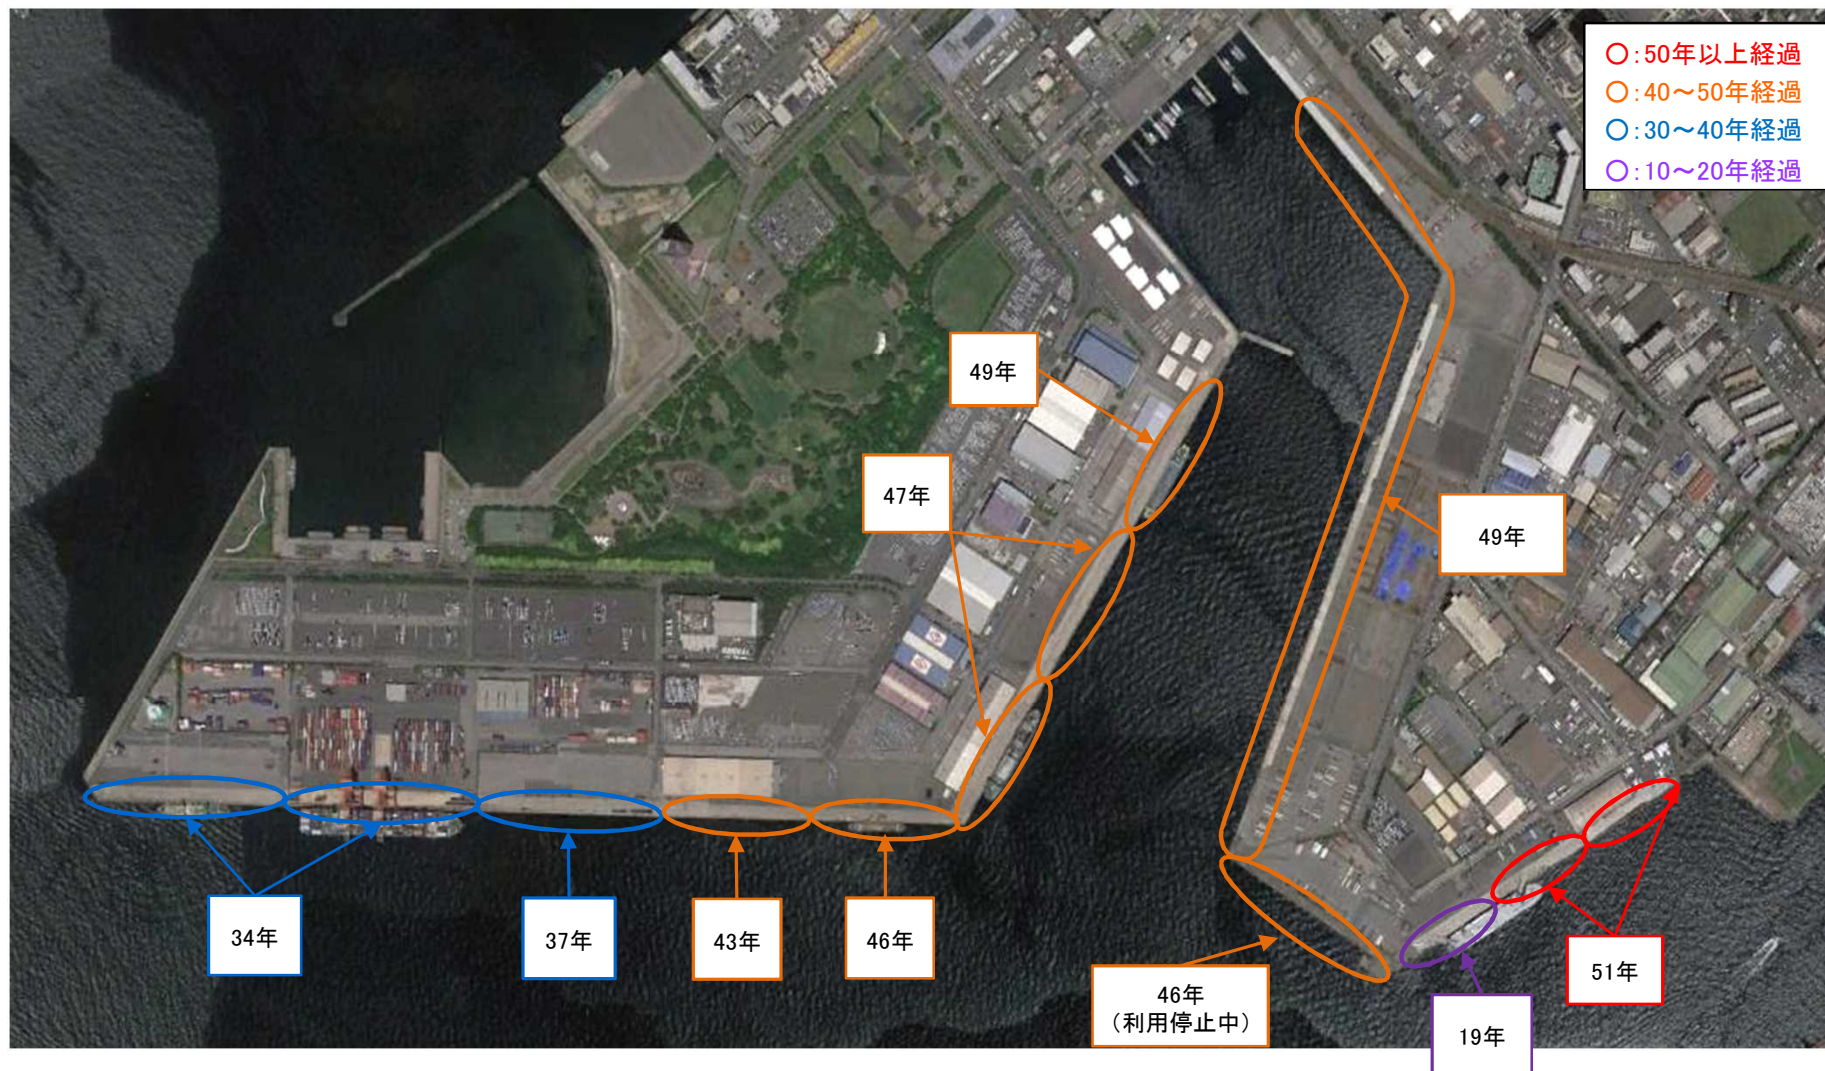 ○:50年以上経過
○:40～50年経過
○:30～40年経過
○:10～20年経過
49年
47年
49年
34年
37年
43年
46年
46年
（利用停止中）
51年
19年